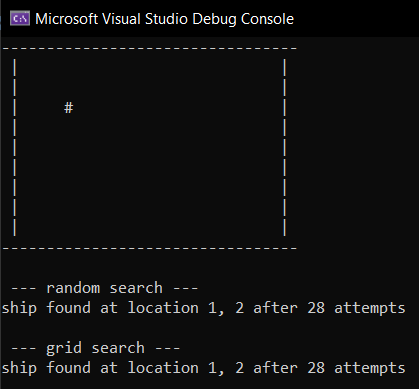 C:\ Microsoft Visual Studio Debug Console
---------------------------------
| |
| |
| # |
| |
| |
| |
| |
| |
| |
---------------------------------
--- random search ---
ship found at location 1, 2 after 28 attempts
--- grid search ---
ship found at location 1, 2 after 28 attempts